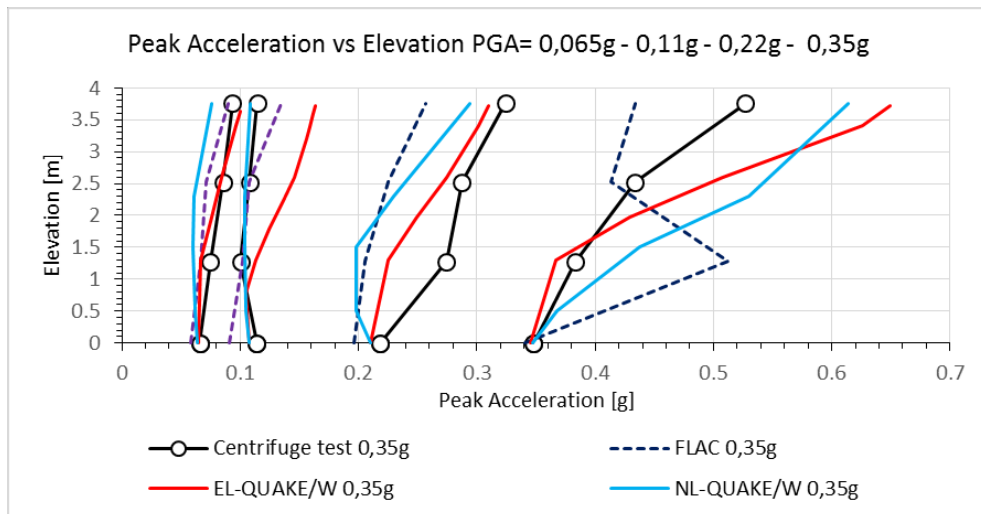 Peak Acceleration vs Elevation PGA= 0,065g - 0,11g - 0,22g -  0,35g
4
3.5
3
2.5
2
1.5
1
0.5
0
Elevation [m]
0 0.1 0.2 0.3 0.4 0.5 0.6 0.7
Peak Acceleration [g]
Centrifuge test 0,35g FLAC 0,35g
EL-QUAKE/W 0,35g NL-QUAKE/W 0,35g